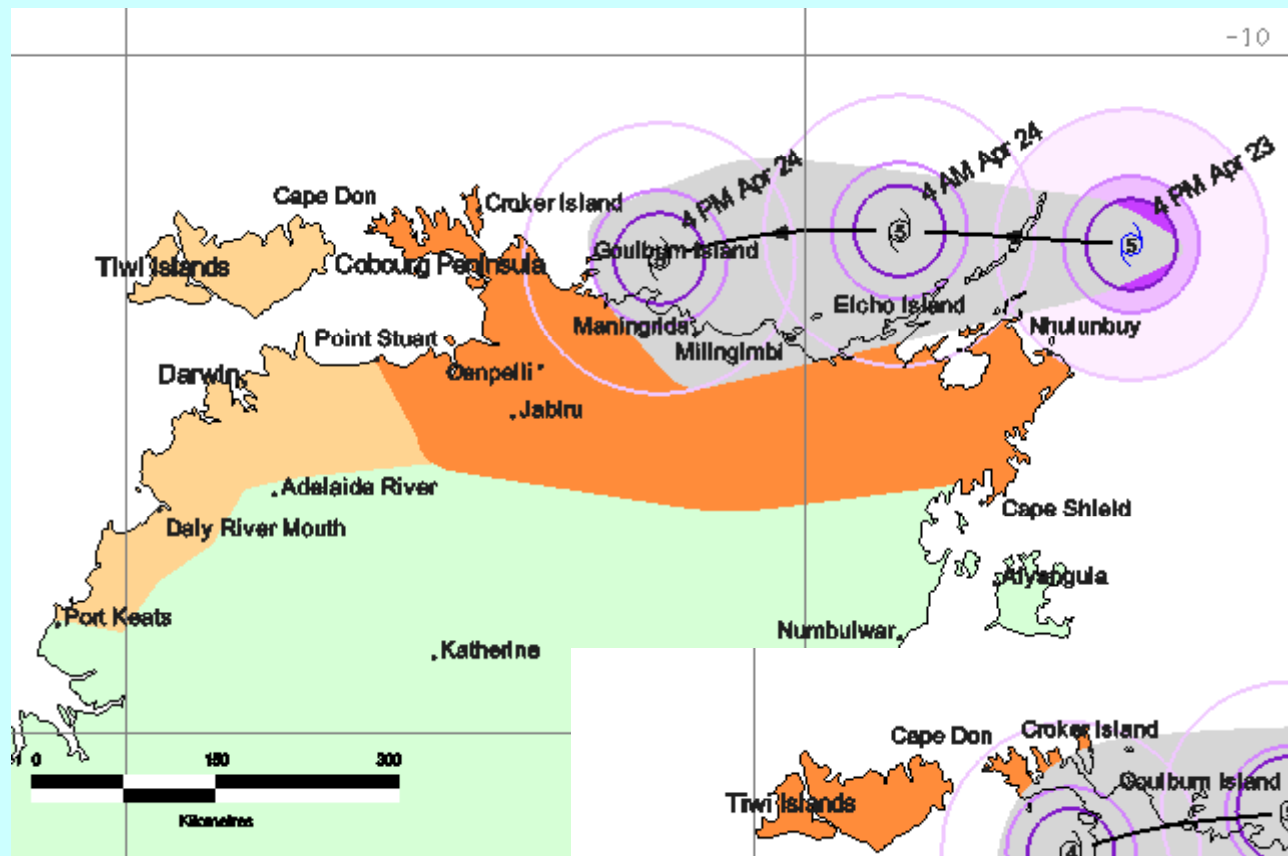 -10
4 PM Apr 24
4 AM Apr 24
4 PM Apr 23
Cape Don
Croker Island
Tiwi Islands
Cobourg Peninsula
Goulburn Island
5
5
Elcho Island
Maningrida
Milingimbi
Nhulunbuy
Point Stuart
Darwin
Oenpelli
Jabiru
Adelaide River
Cape Shield
Daly River Mouth
Alyangula
Port Keats
Numbulwar
Katherine
0
150
300
Kilometres
Cape Don
Croker Island
Goulburn Island
Tiwi Islands
4